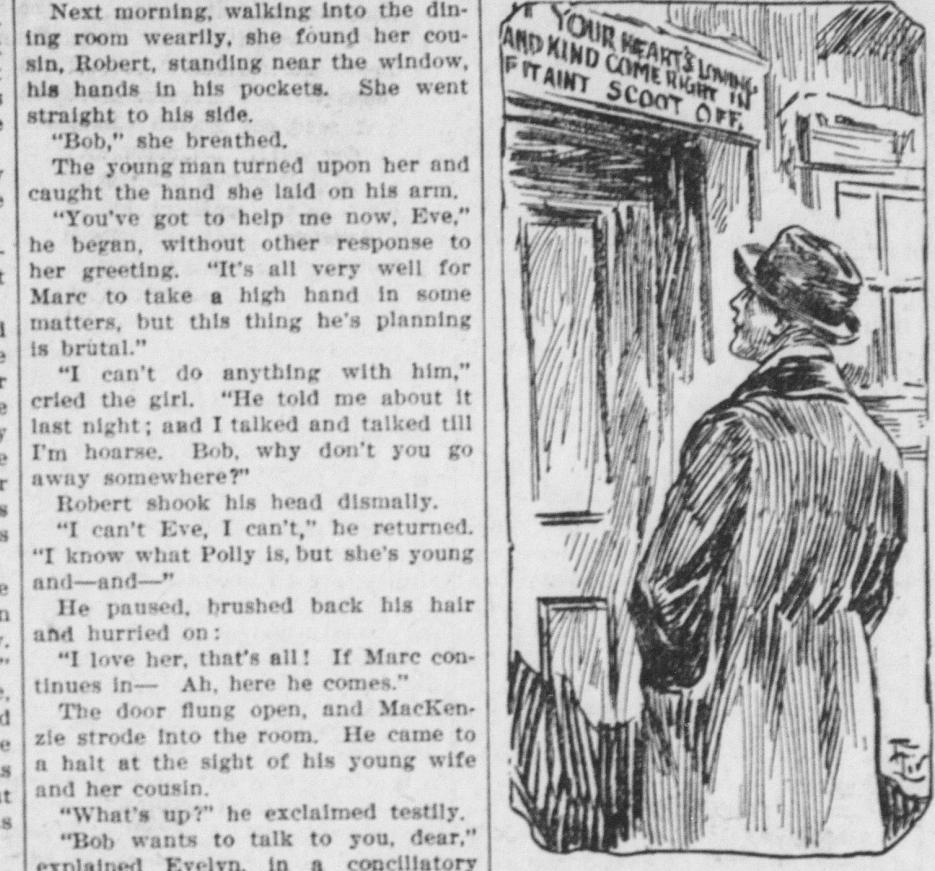 Next morning, walking into the din-
ing room wearily, she found her cou-
sin, Robert, standing near the window,
his hands in his pockets. She went
straight to his side.
"Bob," she breathed.
The young man turned upon her and
caught the hand she laid on his arm.
"You've got to help me now, Eve,"
he began, without other response to
her greeting. "It's all very well for
Marc to take a high hand in some
matters, but this thing he's planning
is brutal."
"I can't do anything with him,"
cried the girl. "He told me about it
last night; and I talked and talked till
I'm hoarse. Bob, why don't you go
away somewhere?"
Robert shook his head dismally.
"I can't Eve, I can't," he returned.
"I know what Polly is, but she's young
and—and—"
He paused, brushed back his hair
and hurried on:
"I love her, that's all! If Marc con-
tinues in— Ah, here he comes."
The door flung open, and MacKen-
zie strode into the room. He came to
a halt at the sight of his young wife
and her cousin.
"What's up?" he exclaimed testily.
"Bob wants to talk to you, dear,"
explained Evelyn, in a conciliatory
YOUR HEART'S LOVING
AND KIND COME RIGHT IN
F IT AINT SCOOT OFF.